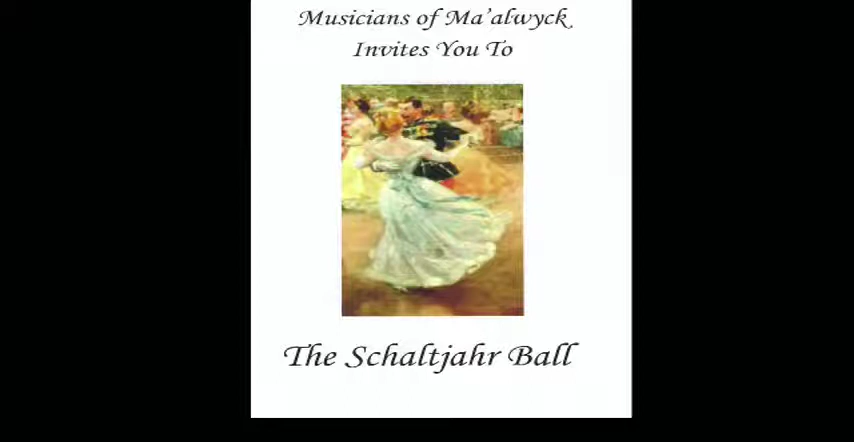 Musicians of Ma'alwyck
Invites You To
The Schaltjahr Ball